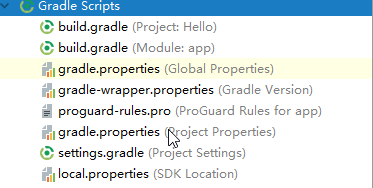 Gradle Scripts
build.gradle (Project: Hello)
build.gradle (Module: app)
gradle.properties (Global Properties)
gradle-wrapper.properties (Gradle Version)
proguard-rules.pro (ProGuard Rules for app)
gradle.properties (Project Properties)
settings.gradle (Project Settings)
local.properties (SDK Location)